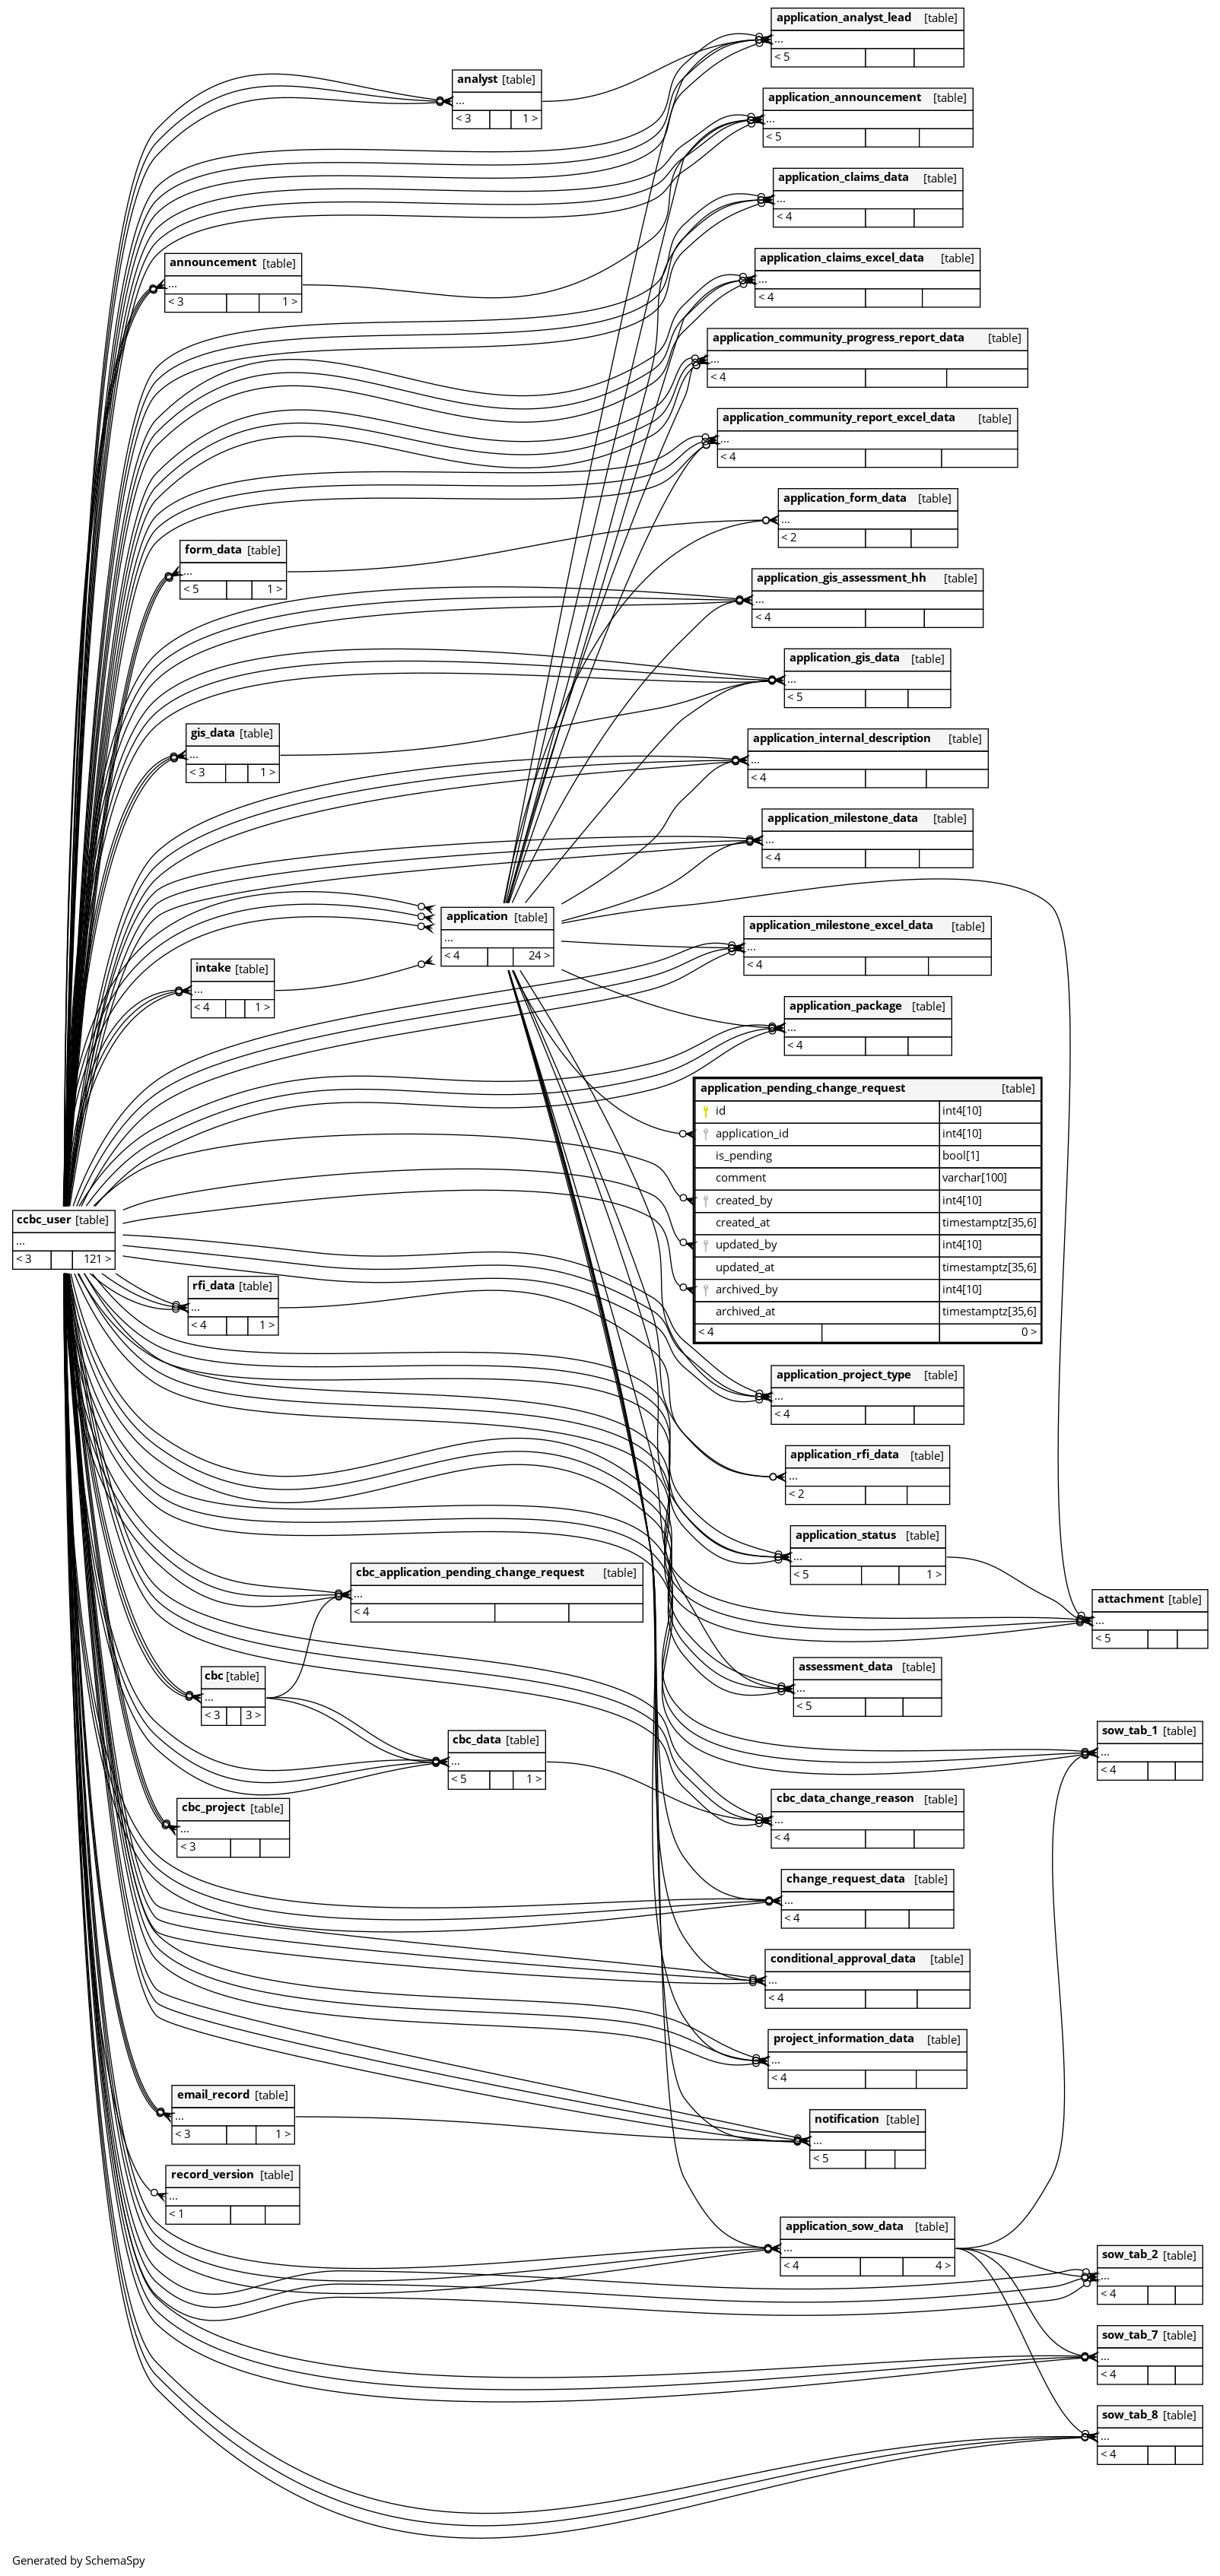 application_analyst_lead [table]
...
< 5
analyst [table]
...
< 3 1 >
application_announcement [table]
...
< 5
application_claims_data [table]
...
< 4
announcement [table]
...
< 3 1 >
application_claims_excel_data [table]
...
< 4
application_community_progress_report_data [table]
...
< 4
application_community_report_excel_data [table]
...
< 4
application_form_data [table]
...
< 2
form_data [table]
...
< 5 1 >
application_gis_assessment_hh [table]
...
< 4
application_gis_data [table]
...
< 5
gis_data [table]
...
< 3 1 >
application_internal_description [table]
...
< 4
application_milestone_data [table]
...
< 4
application [table]
...
< 4 24 >
application_milestone_excel_data [table]
...
< 4
intake [table]
...
< 4 1 >
application_package [table]
...
< 4
application_pending_change_request [table]
id int4[10]
application_id int4[10]
is_pending bool[1]
comment varchar[100]
created_by int4[10]
created_at timestamptz[35,6]
updated_by int4[10]
updated_at timestamptz[35,6]
archived_by int4[10]
archived_at timestamptz[35,6]
< 4 0 >
ccbc_user [table]
...
< 3 121 >
rfi_data [table]
...
< 4 1 >
application_project_type [table]
...
< 4
application_rfi_data [table]
...
< 2
application_status [table]
...
< 5 1 >
cbc_application_pending_change_request [table]
...
< 4
attachment [table]
...
< 5
cbc [table]
...
< 3 3 >
assessment_data [table]
...
< 5
sow_tab_1 [table]
...
< 4
cbc_data [table]
...
< 5 1 >
cbc_project [table]
...
< 3
cbc_data_change_reason [table]
...
< 4
change_request_data [table]
...
< 4
conditional_approval_data [table]
...
< 4
project_information_data [table]
...
< 4
email_record [table]
...
< 3 1 >
notification [table]
...
< 5
record_version [table]
...
< 1
application_sow_data [table]
...
< 4 4 >
sow_tab_2 [table]
...
< 4
sow_tab_7 [table]
...
< 4
sow_tab_8 [table]
...
< 4
Generated by SchemaSpy